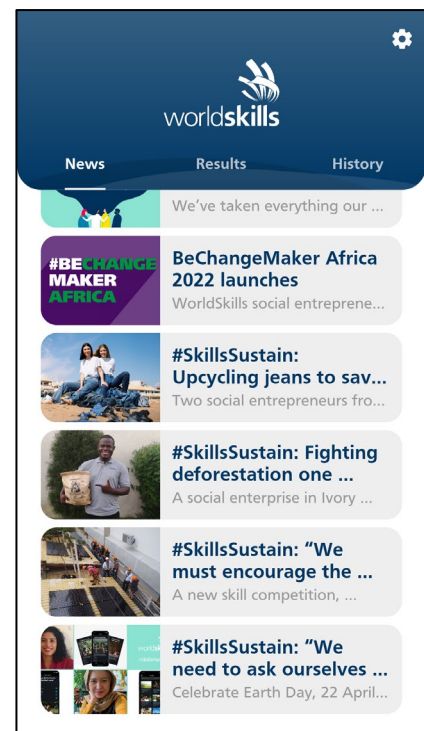 worldskills
News Results History
We’ve taken everything our ...
#BECHANGE
MAKER
AFRICA
BeChangeMaker Africa
2022 launches
WorldSkills social entreprene...
#SkillsSustain:
Upcycling jeans to sav...
Two social entrepreneurs fro...
#SkillsSustain: Fighting
deforestation one ...
A social enterprise in Ivory ...
#SkillsSustain: “We
must encourage the ...
A new skill competition, ...
#SkillsSustain: “We
need to ask ourselves ...
Celebrate Earth Day, 22 April...